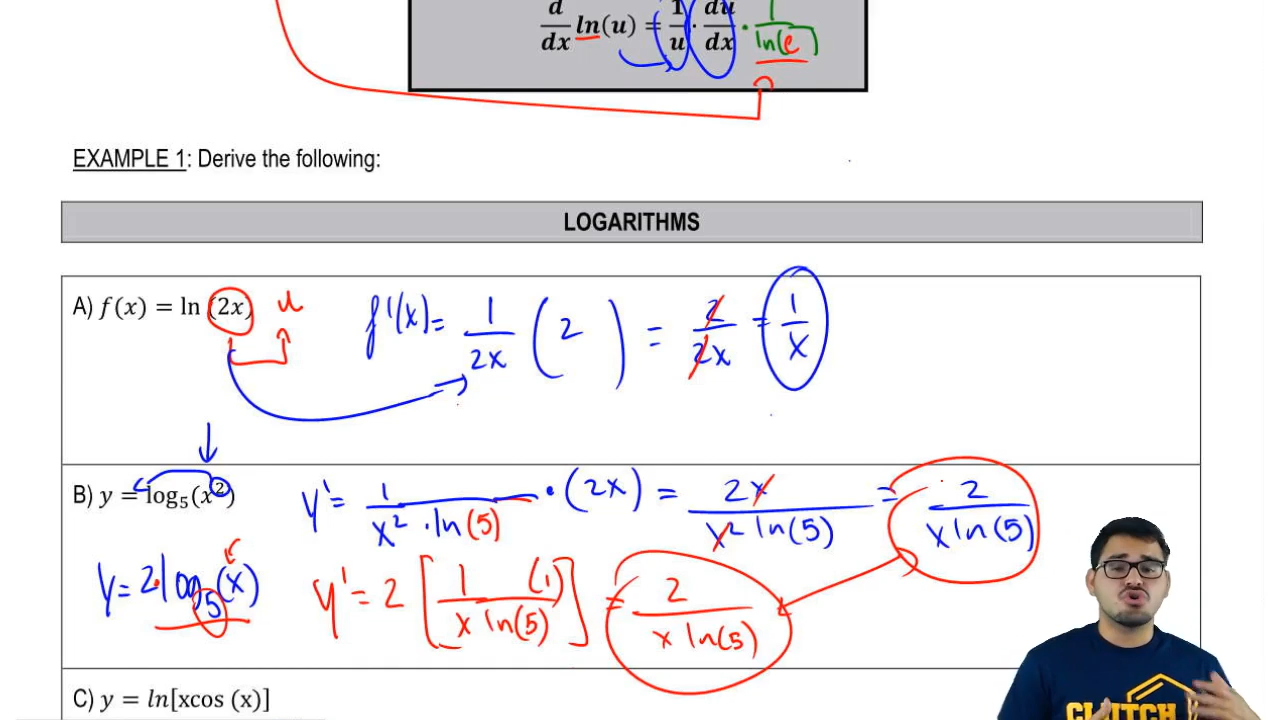 d/dx ln(u) = 1/u · du/dx · 1/ln(e)
EXAMPLE 1: Derive the following:
LOGARITHMS
A) f(x) = ln (2x) u f'(x) = 1/2x (2) = 2/2x = 1/x
B) y = log₅(x²) y' = 1/(x² · ln(5)) · (2x) = 2x/(x² ln(5)) = 2/(x ln(5))
y = 2 log₅(x) y' = 2 [1 (1)/(x ln(5))] = 2/(x ln(5))
C) y = ln[xcos (x)]
CLUTCH